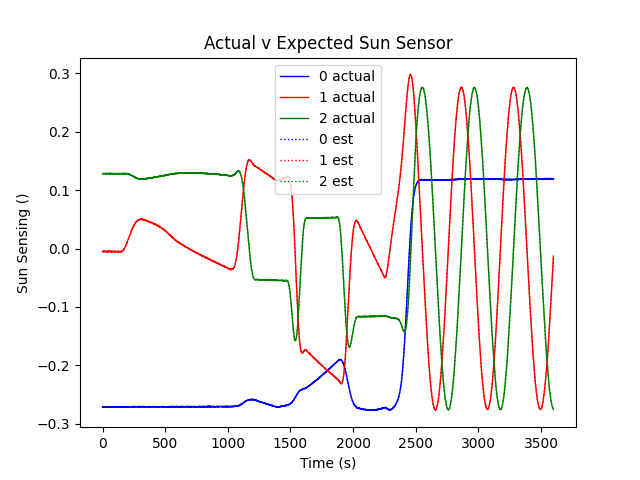 Actual v Expected Sun Sensor
0 actual
1 actual
2 actual
0 est
1 est
2 est
0.3
0.2
0.1
0.0
−0.1
−0.2
−0.3
Sun Sensing ()
0 500 1000 1500 2000 2500 3000 3500
Time (s)